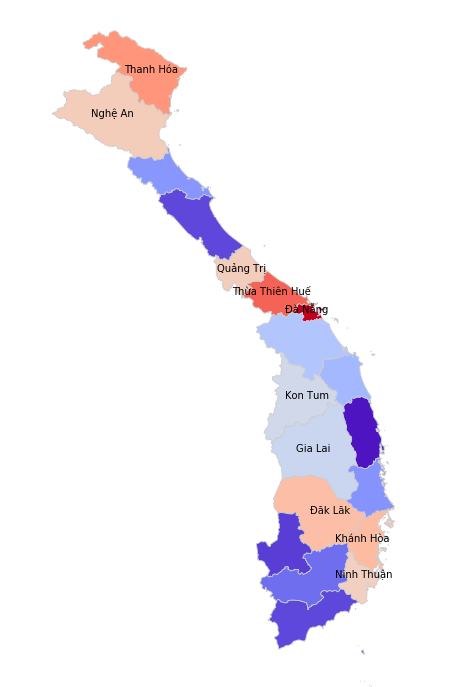 Thanh Hóa
Nghệ An
Quảng Trị
Thừa Thiên Huế
Đà Nẵng
Kon Tum
Gia Lai
Đăk Lăk
Khánh Hòa
Ninh Thuận